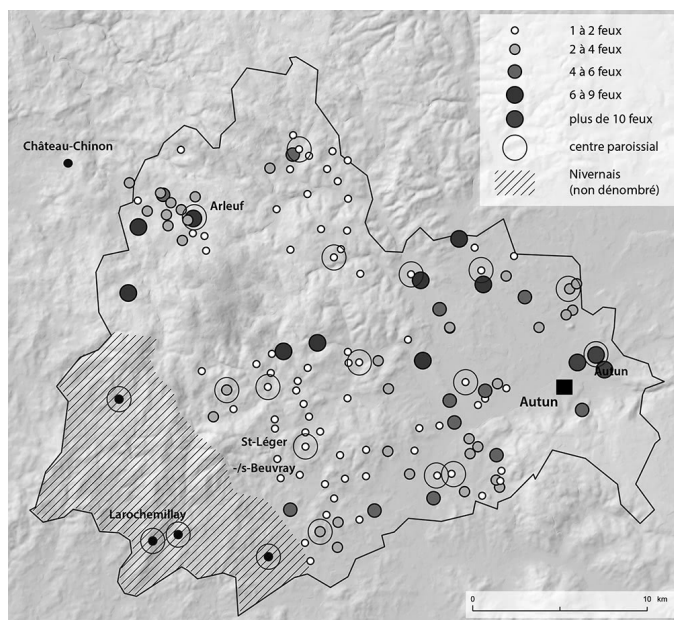 1 à 2 feux
2 à 4 feux
4 à 6 feux
6 à 9 feux
plus de 10 feux
centre paroissial
Nivernais
(non dénombré)
Château-Chinon
Arleuf
Autun
Autun
St-Léger
-/s-Beuvray
Larochemillay
0 10 km